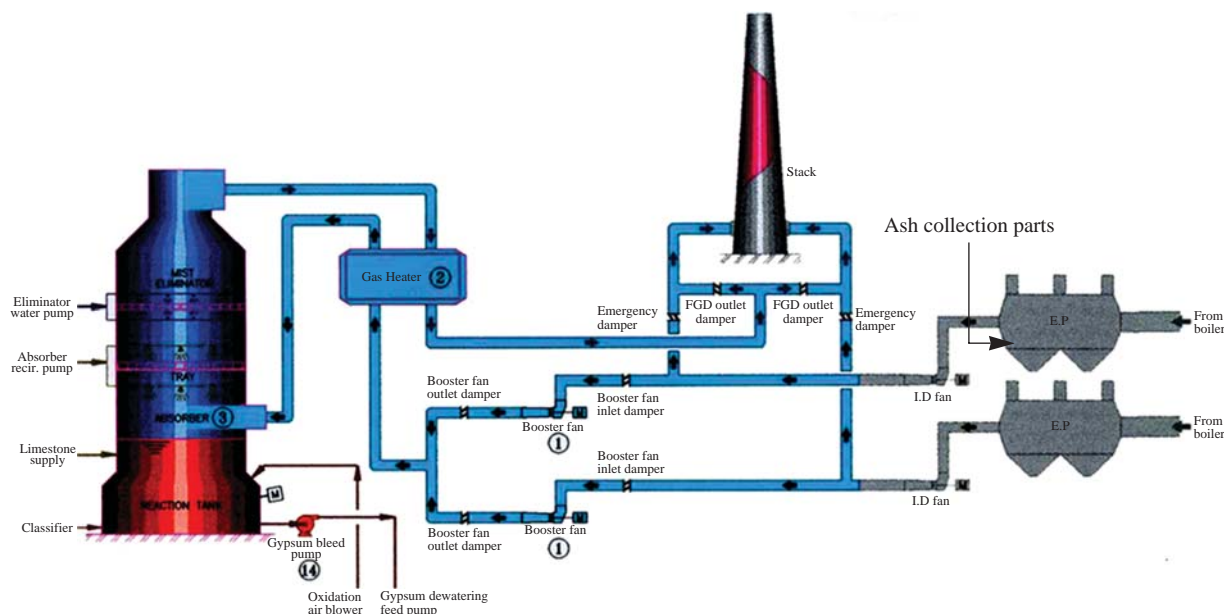 Stack
Ash collection parts
MIST
ELIMINATOR
Gas Heater ②
Eliminator
water pump
Emergency
damper
FGD outlet
damper
FGD outlet
damper
Emergency
damper
E.P
From
boiler
Absorber
recir. pump
TRAY
Booster fan
outlet damper
Booster fan
inlet damper
M
I.D fan
M
ABSORBER ③
Booster fan
①
E.P
From
boiler
Limestone
supply
Booster fan
inlet damper
M
I.D fan
M
REACTION TANK
Classifier
Gypsum bleed
pump
⑭
Booster fan
outlet damper
Booster fan
①
M
Oxidation
air blower
Gypsum dewatering
feed pump